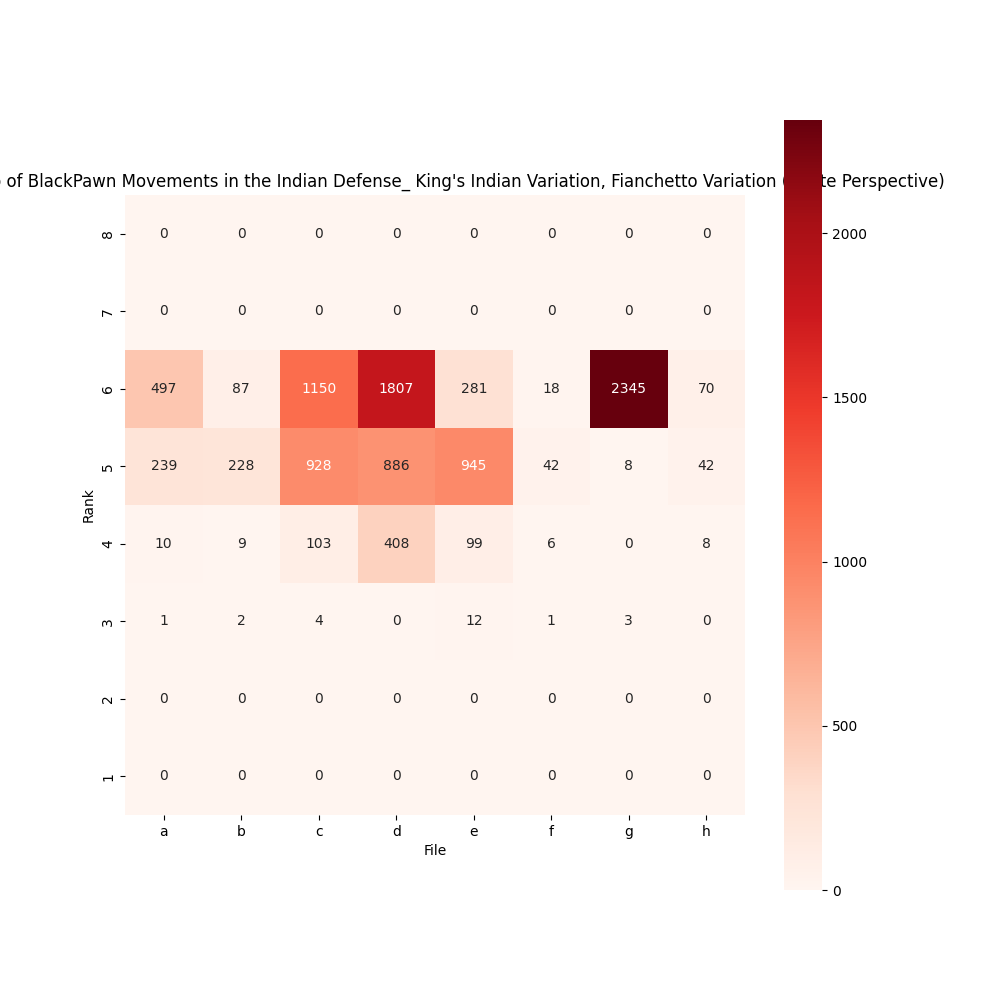 of BlackPawn Movements in the Indian Defense_ King's Indian Variation, Fianchetto Variation ( te Perspective)
2000
1500
1000
500
0
Rank
8 0 0 0 0 0 0 0 0
7 0 0 0 0 0 0 0 0
6 497 87 1150 1807 281 18 2345 70
5 239 228 928 886 945 42 8 42
4 10 9 103 408 99 6 0 8
3 1 2 4 0 12 1 3 0
2 0 0 0 0 0 0 0 0
1 0 0 0 0 0 0 0 0
a b c d e f g h
File